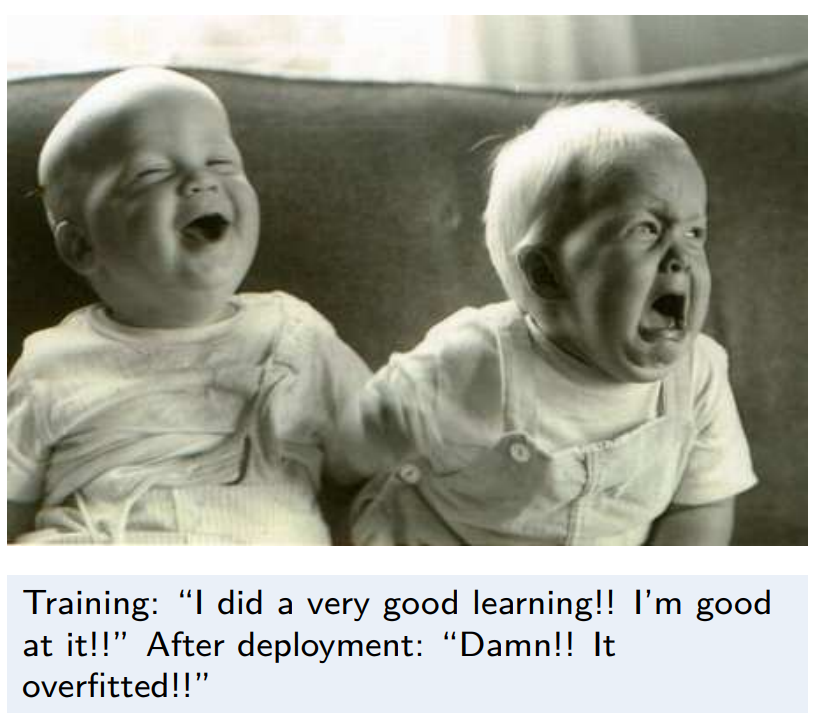 Training: “I did a very good learning!! I’m good
at it!!” After deployment: “Damn!! It
overfitted!!”